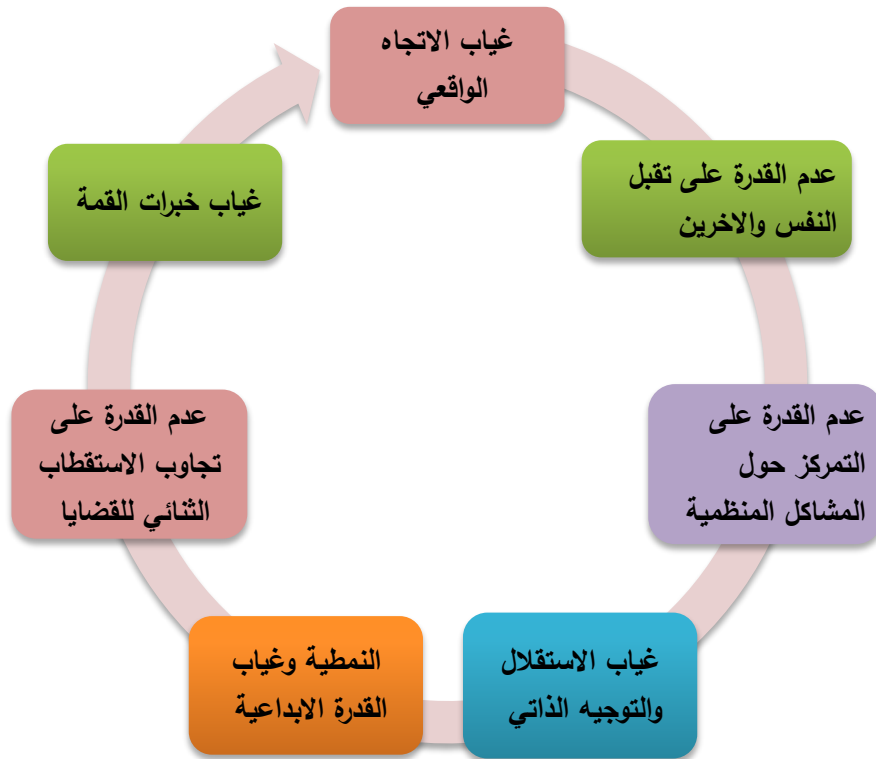 غياب الاتجاه
الواقعي
عدم القدرة على تقبل
النفس والاخرين
عدم القدرة على
التمركز حول
المشاكل المنظمية
غياب الاستقلال
والتوجيه الذاتي
النمطية وغياب
القدرة الابداعية
عدم القدرة على
تجاوب الاستقطاب
الثنائي للقضايا
غياب خبرات القمة